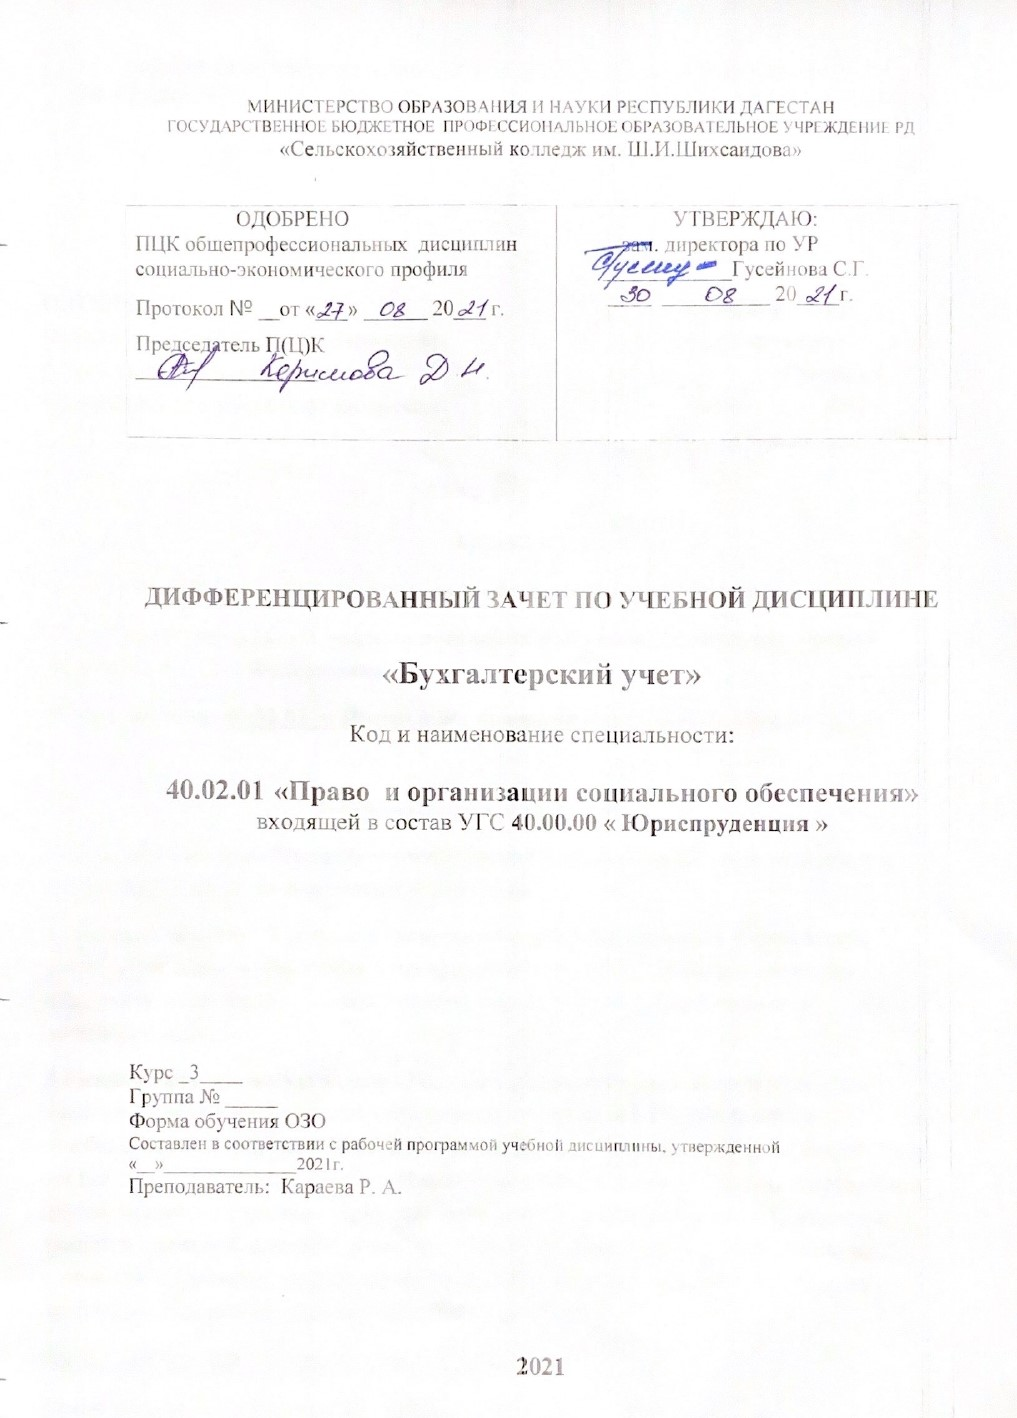 МИНИСТЕРСТВО ОБРАЗОВАНИЯ И НАУКИ РЕСПУБЛИКИ ДАГЕСТАН
ГОСУДАРСТВЕННОЕ БЮДЖЕТНОЕ ПРОФЕССИОНАЛЬНОЕ ОБРАЗОВАТЕЛЬНОЕ УЧРЕЖДЕНИЕ РД
«Сельскохозяйственный колледж им. Ш.И.Шихсаидова»
ОДОБРЕНО
ПЦК общепрофессиональных дисциплин
социально-экономического профиля
Протокол № __от «27» 08 2021 г.
Председатель П(Ц)К
Керимова Д Н.
УТВЕРЖДАЮ:
зам. директора по УР
Гусейнова С.Г.
30 08 2021 г.
ДИФФЕРЕНЦИРОВАННЫЙ ЗАЧЕТ ПО УЧЕБНОЙ ДИСЦИПЛИНЕ
«Бухгалтерский учет»
Код и наименование специальности:
40.02.01 «Право и организации социального обеспечения»
входящей в состав УГС 40.00.00 « Юриспруденция »
Курс _3____
Группа № _____
Форма обучения ОЗО
Составлен в соответствии с рабочей программой учебной дисциплины, утвержденной
«__»________________2021г.
Преподаватель: Караева Р. А.
2021